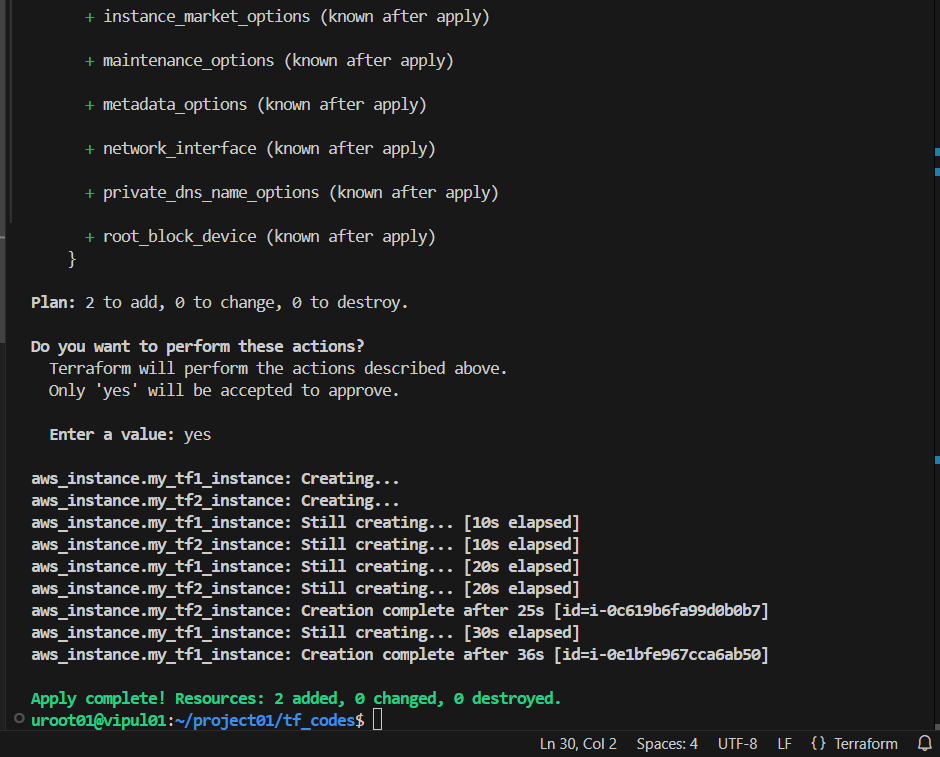 + instance_market_options (known after apply)
+ maintenance_options (known after apply)
+ metadata_options (known after apply)
+ network_interface (known after apply)
+ private_dns_name_options (known after apply)
+ root_block_device (known after apply)
}
Plan: 2 to add, 0 to change, 0 to destroy.
Do you want to perform these actions?
Terraform will perform the actions described above.
Only 'yes' will be accepted to approve.
Enter a value: yes
aws_instance.my_tf1_instance: Creating...
aws_instance.my_tf2_instance: Creating...
aws_instance.my_tf1_instance: Still creating... [10s elapsed]
aws_instance.my_tf2_instance: Still creating... [10s elapsed]
aws_instance.my_tf1_instance: Still creating... [20s elapsed]
aws_instance.my_tf2_instance: Still creating... [20s elapsed]
aws_instance.my_tf2_instance: Creation complete after 25s [id=i-0c619b6fa99d0b0b7]
aws_instance.my_tf1_instance: Still creating... [30s elapsed]
aws_instance.my_tf1_instance: Creation complete after 36s [id=i-0e1bfe967cca6ab50]
Apply complete! Resources: 2 added, 0 changed, 0 destroyed.
uroot01@vipul01:~/project01/tf_codes$
Ln 30, Col 2 Spaces: 4 UTF-8 LF {} Terraform